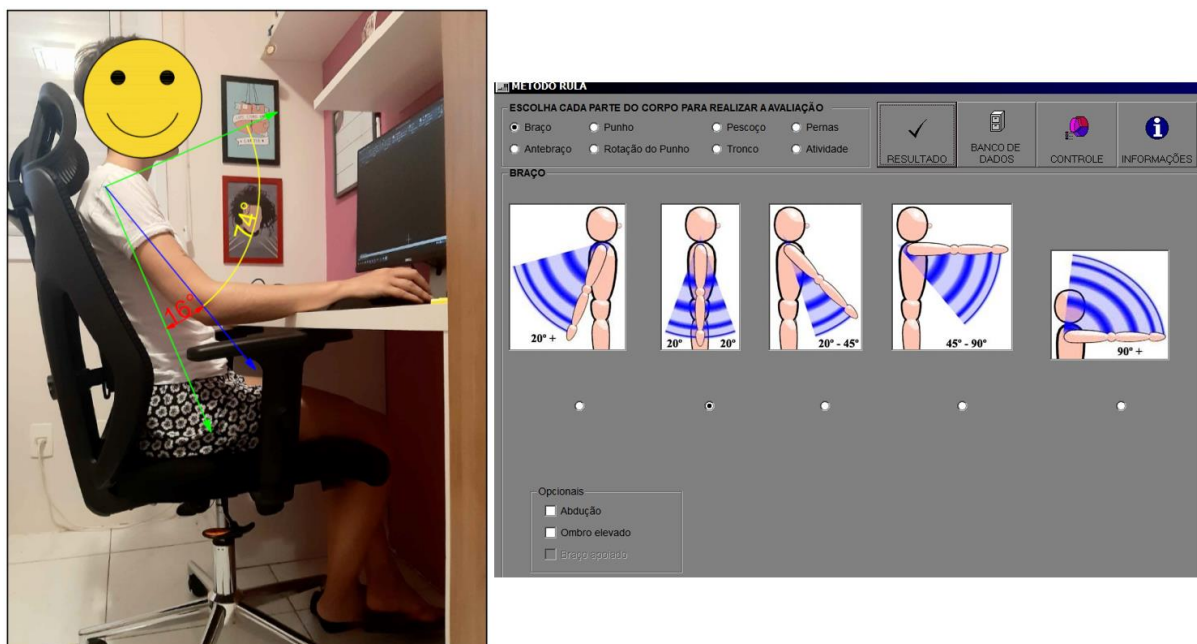 74°
16°
METODO RULA
ESCOLHA CADA PARTE DO CORPO PARA REALIZAR A AVALIAÇÃO
Braço Punho Pescoço Pernas
Antebraço Rotação do Punho Tronco Atividade
RESULTADO
BANCO DE
DADOS
CONTROLE
INFORMAÇÕES
BRAÇO
20° +
20° 20°
20° - 45°
45° - 90°
90° +
Opcionais
Abdução
Ombro elevado
Braço apoiado